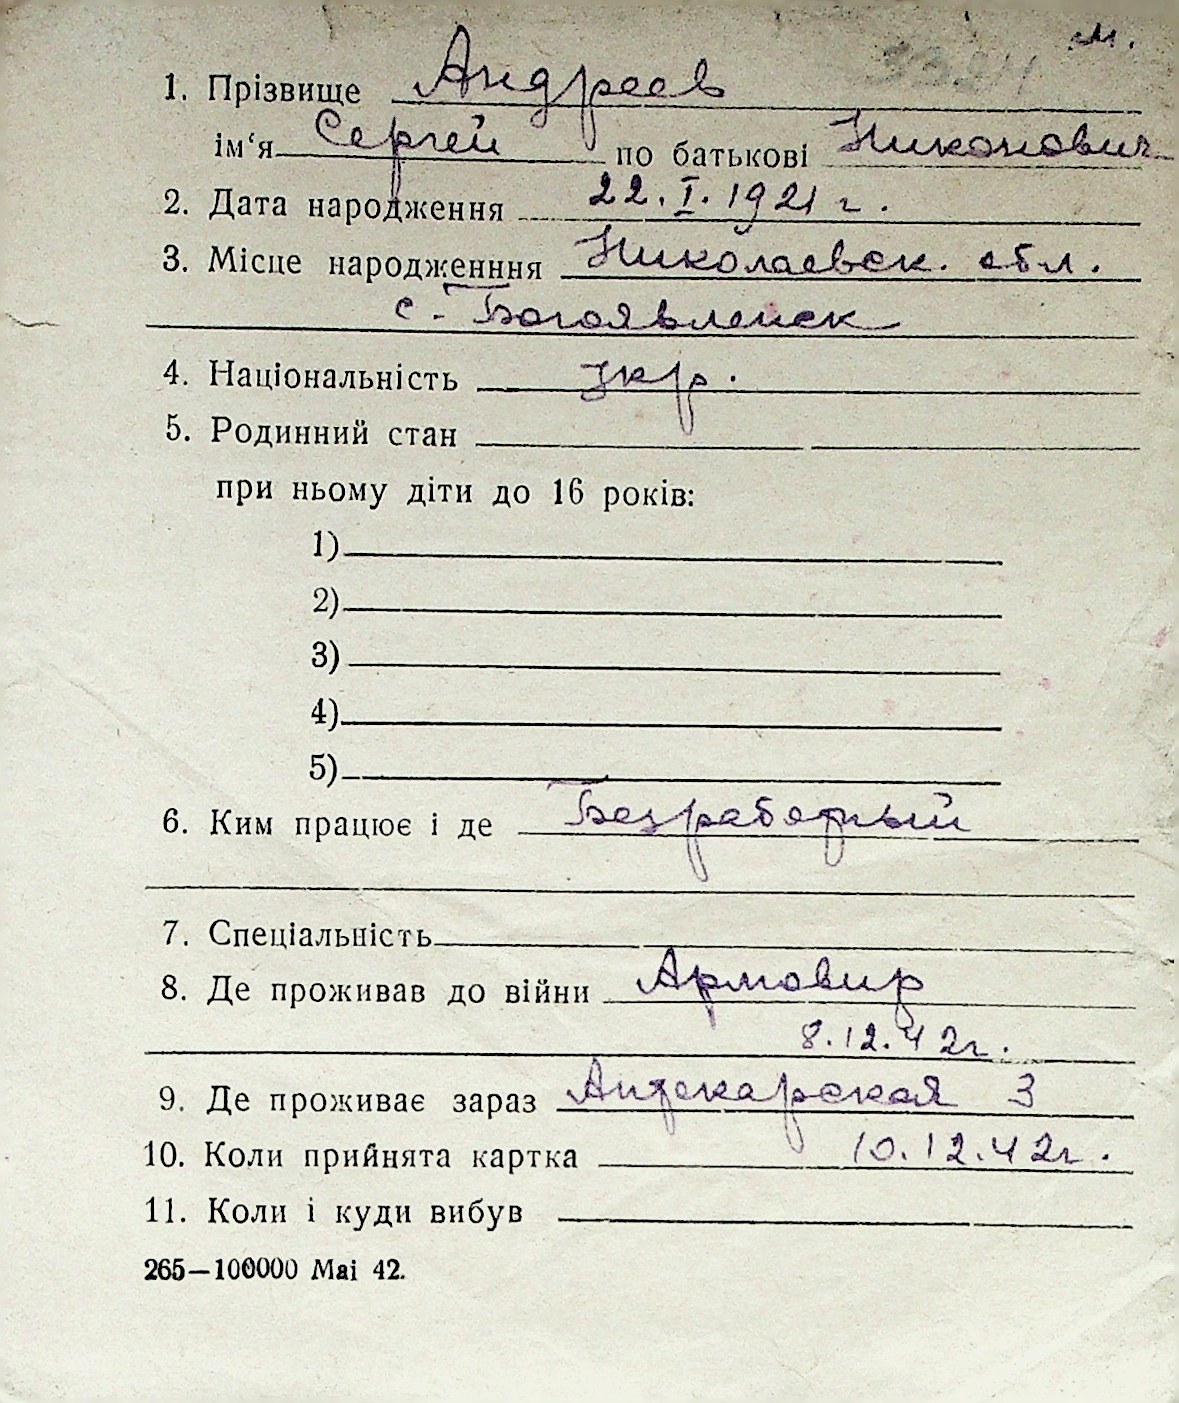 м.
1. Прізвище Андреев
ім‘я Сергей по батькові Никонович
2. Дата народження 22.I.1921 г.
3. Місце народженння Николаевск. обл.
с. Богоявленск
4. Національність укр.
5. Родинний стан
при ньому діти до 16 років:
1)
2)
3)
4)
5)
6. Ким працює і де Безработный
7. Спеціальність
8. Де проживав до війни Армавир
8.12.42г.
9. Де проживає зараз Аптекарская 3
10. Коли прийнята картка 10.12.42г.
11. Коли і куди вибув
265—100000 Mai 42.